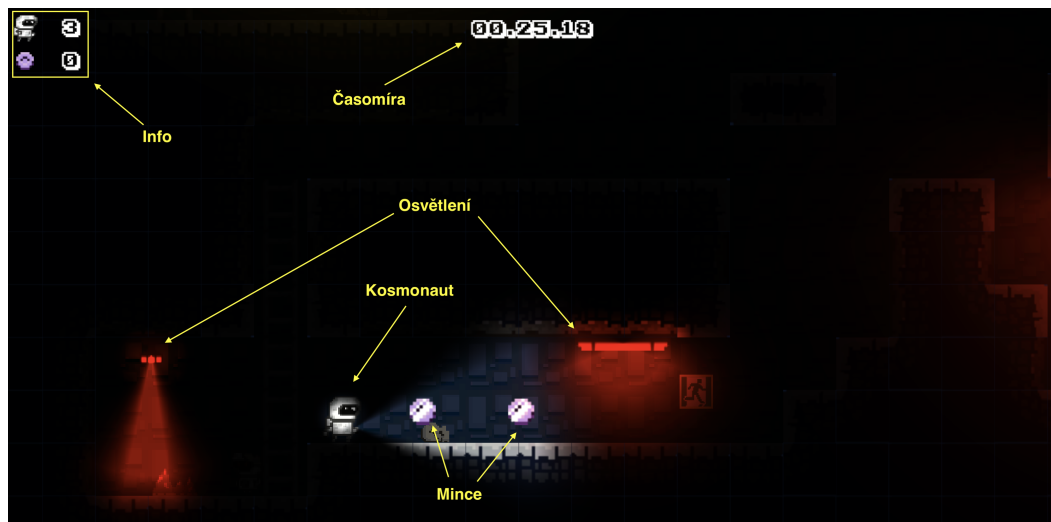 3
0
00.25.18
Časomíra
Info
Osvětlení
Kosmonaut
Mince